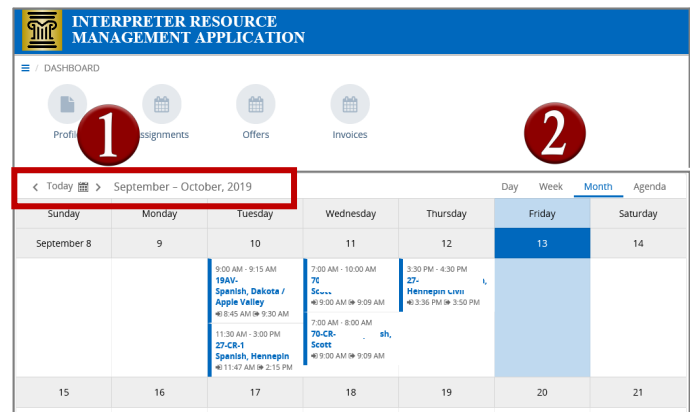 INTERPRETER RESOURCE
MANAGEMENT APPLICATION
/ DASHBOARD
1
2
Offers
Invoices
Today
September – October, 2019
Day Week Month Agenda
Sunday Monday Tuesday Wednesday Thursday Friday Saturday
September 8 9 10 11 12 13 14
9:00 AM - 9:15 AM
19AV-
Spanish, Dakota /
Apple Valley
8:45 AM 9:30 AM
11:30 AM - 3:00 PM
27-CR-1
Spanish, Hennepin
11:47 AM 2:15 PM
7:00 AM - 10:00 AM
70
9:00 AM 9:09 AM
7:00 AM - 8:00 AM
70-CR- sh,
Scott
9:00 AM 9:09 AM
3:30 PM - 4:30 PM
27- ,
Hennepin Civil
3:36 PM 3:50 PM
15 16 17 18 19 20 21